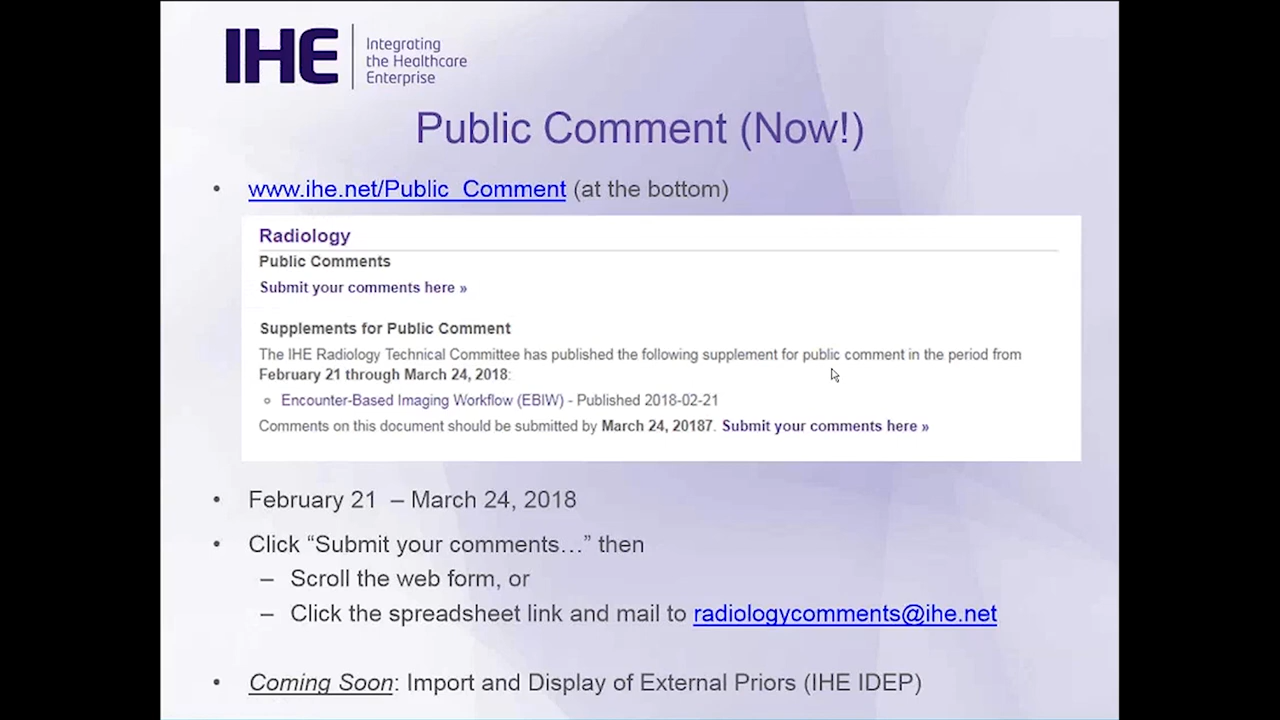 IHE
Integrating
the Healthcare
Enterprise
Public Comment (Now!)
• www.ihe.net/Public_Comment (at the bottom)
Radiology
Public Comments
Submit your comments here »
Supplements for Public Comment
The IHE Radiology Technical Committee has published the following supplement for public comment in the period from
February 21 through March 24, 2018:
Encounter-Based Imaging Workflow (EBIW) - Published 2018-02-21
Comments on this document should be submitted by March 24, 20187. Submit your comments here »
• February 21 – March 24, 2018
• Click “Submit your comments…” then
– Scroll the web form, or
– Click the spreadsheet link and mail to radiologycomments@ihe.net
• Coming Soon: Import and Display of External Priors (IHE IDEP)